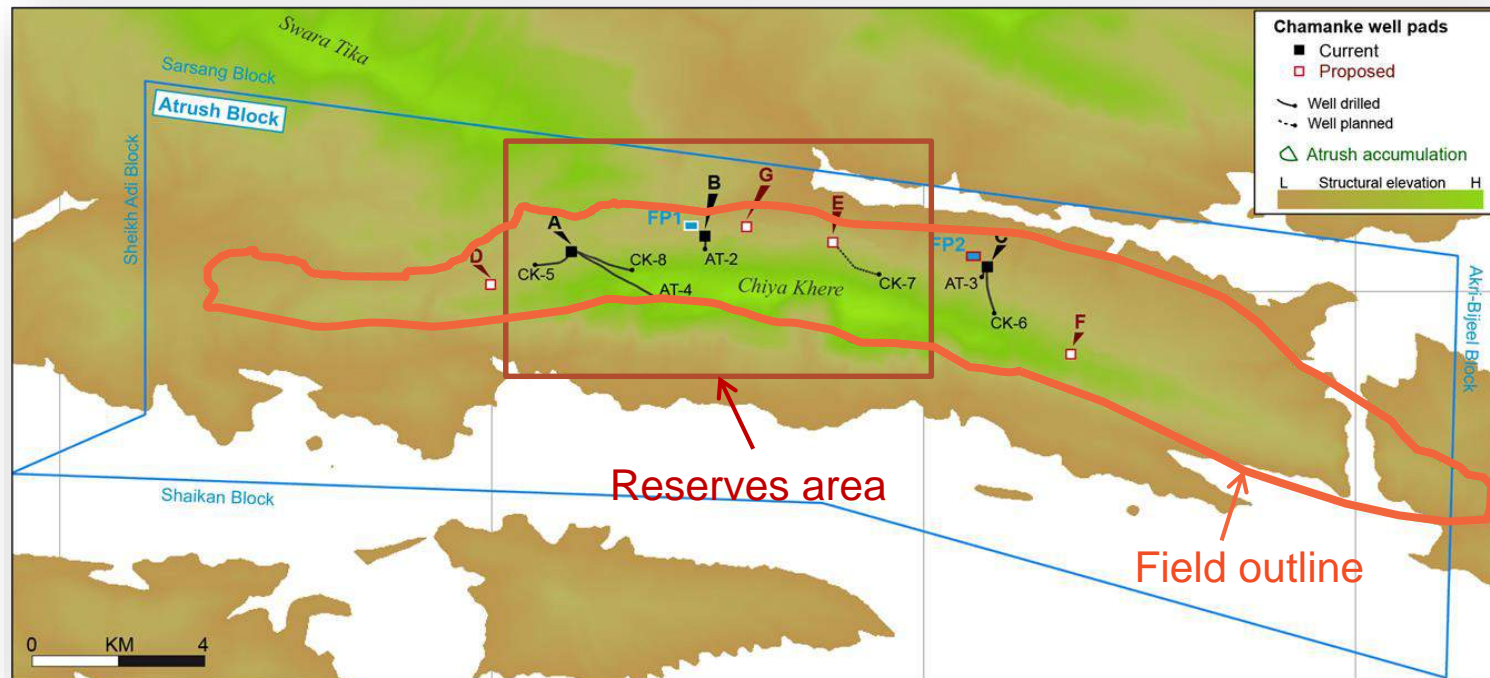 Swara Tika
Sarsang Block
Atrush Block
Sheikh Adi Block
Chamanke well pads
Current
Proposed
Well drilled
Well planned
Atrush accumulation
L Structural elevation H
A
B
G
E
FP1
FP2
C
D
CK-5
CK-8
AT-2
AT-4
Chiya Khere
CK-7
AT-3
CK-6
F
Akri-Bijeel Block
Reserves area
Shaikan Block
Field outline
0 KM 4